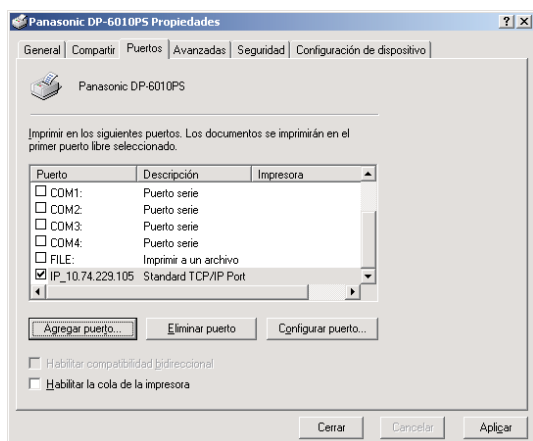 Panasonic DP-6010PS Propiedades
General Compartir Puertos Avanzadas Seguridad Configuración de dispositivo
Panasonic DP-6010PS
Imprimir en los siguientes puertos. Los documentos se imprimirán en el
primer puerto libre seleccionado.
Puerto Descripción Impresora
COM1: Puerto serie
COM2: Puerto serie
COM3: Puerto serie
COM4: Puerto serie
FILE: Imprimir a un archivo
IP_10.74.229.105 Standard TCP/IP Port
Agregar puerto... Eliminar puerto Configurar puerto...
Habilitar compatibilidad bidireccional
Habilitar la cola de la impresora
Cerrar Cancelar Aplicar